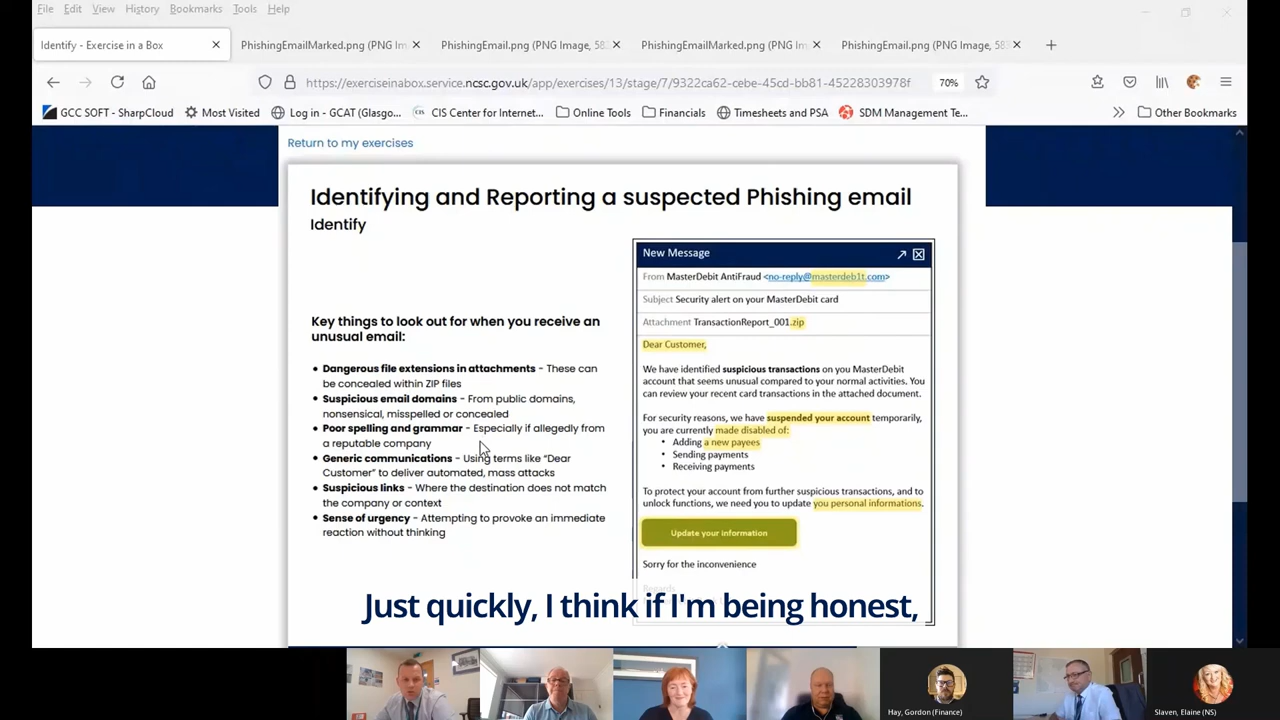 File Edit View History Bookmarks Tools Help
Identify - Exercise in a Box
PhishingEmailMarked.png (PNG Im
PhishingEmail.png (PNG Image, 58
PhishingEmailMarked.png (PNG Im
PhishingEmail.png (PNG Image, 58
https://exerciseinabox.service.ncsc.gov.uk/app/exercises/13/stage/7/9322ca62-cebe-45cd-bb81-45228303978f
70%
GCC SOFT - SharpCloud
Most Visited
Log in - GCAT (Glasgo...
CIS Center for Internet...
Online Tools
Financials
Timesheets and PSA
SDM Management Te...
Other Bookmarks
Return to my exercises
Identifying and Reporting a suspected Phishing email
Identify
Key things to look out for when you receive an
unusual email:
• Dangerous file extensions in attachments - These can
be concealed within ZIP files
• Suspicious email domains - From public domains,
nonsensical, misspelled or concealed
• Poor spelling and grammar - Especially if allegedly from
a reputable company
• Generic communications - Using terms like “Dear
Customer” to deliver automated, mass attacks
• Suspicious links - Where the destination does not match
the company or context
• Sense of urgency - Attempting to provoke an immediate
reaction without thinking
New Message
From MasterDebit AntiFraud <no-reply@masterdeb1t.com>
Subject Security alert on your MasterDebit card
Attachment TransactionReport_001.zip
Dear Customer,
We have identified suspicious transactions on you MasterDebit
account that seems unusual compared to your normal activities. You
can review your recent card transactions in the attached document.
For security reasons, we have suspended your account temporarily,
you are currently made disabled of:
• Adding a new payees
• Sending payments
• Receiving payments
To protect your account from further suspicious transactions, and to
unlock functions, we need you to update you personal informations.
Update your information
Sorry for the inconvenience
Regards
Just quickly, I think if I'm being honest,
Hay, Gordon (Finance)
Slaven, Elaine (NS)